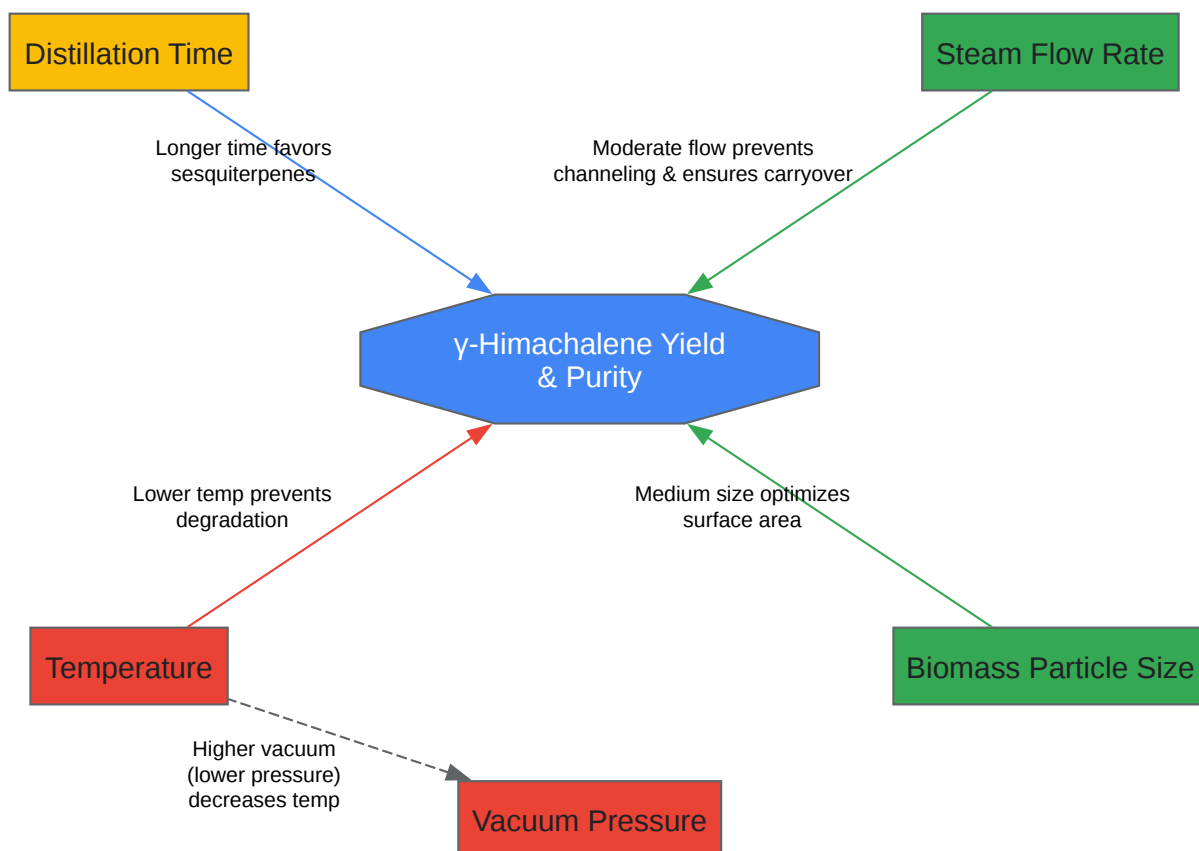 Distillation Time
Steam Flow Rate
Longer time favors
sesquiterpenes
Moderate flow prevents
channeling & ensures carryover
γ-Himachalene Yield
& Purity
Lower temp prevents
degradation
Medium size optimizes
surface area
Temperature
Biomass Particle Size
Higher vacuum
(lower pressure)
decreases temp
Vacuum Pressure